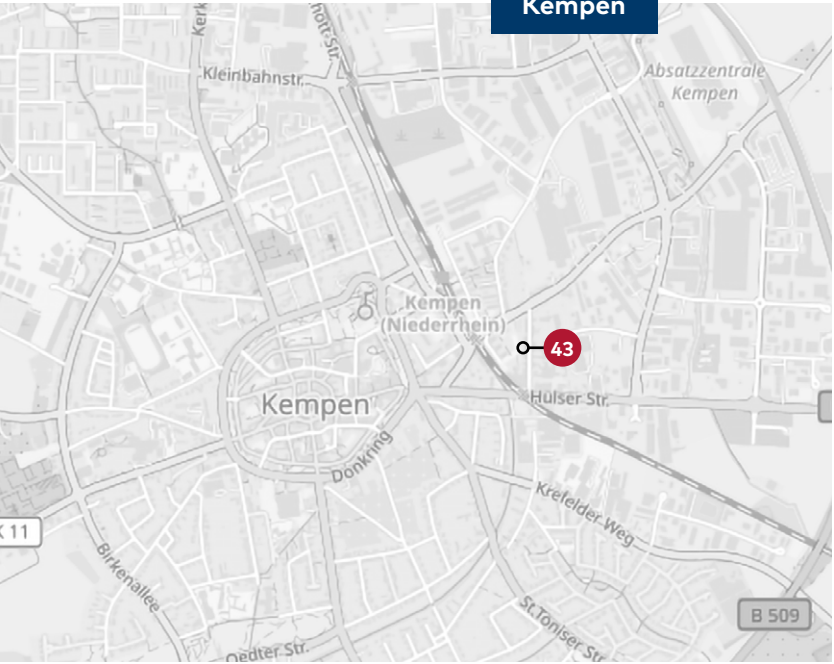 Kempen
Kleinbahnstr.
Absatzzentrale
Kempen
Kempen
(Niederrhein)
43
Hülser Str.
Kempen
Donkring
Krefelder Weg
K 11
Birkenallee
B 509
St.Töniser Str.
Oedter Str.